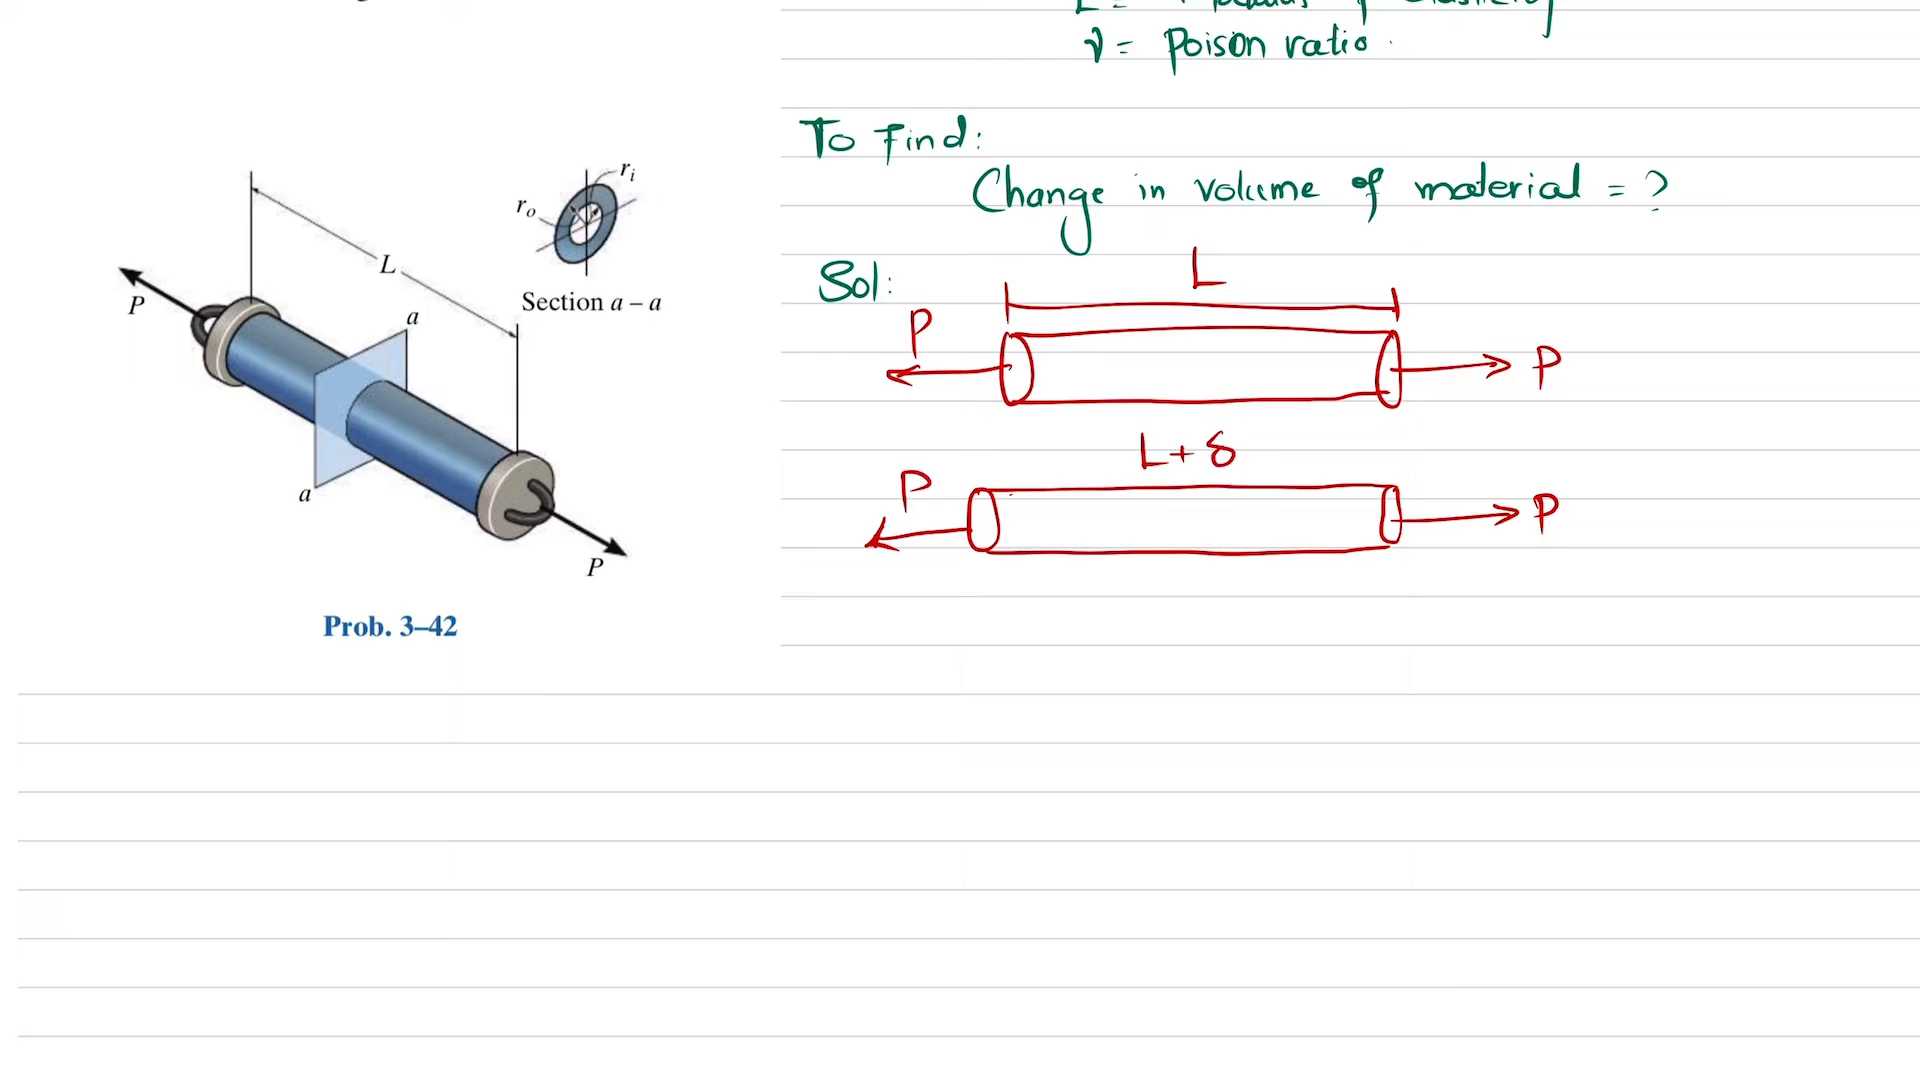 ν = Poison ratio.
To Find:
Change in volume of material = ?
Sol:
L
P
P
L + δ
P
P
r_i
r_o
L
Section a – a
P
a
a
P
Prob. 3–42